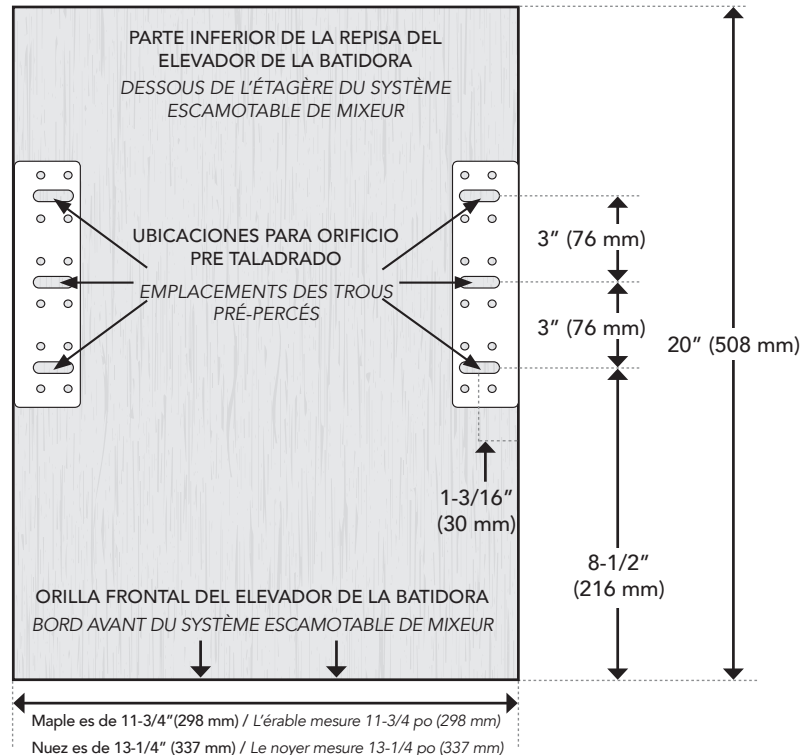 PARTE INFERIOR DE LA REPISA DEL
ELEVADOR DE LA BATIDORA
DESSOUS DE L’ÉTAGÈRE DU SYSTÈME
ESCAMOTABLE DE MIXEUR
UBICACIONES PARA ORIFICIO
PRE TALADRADO
EMPLACEMENTS DES TROUS
PRÉ-PERCÉS
3” (76 mm)
3” (76 mm)
20” (508 mm)
1-3/16”
(30 mm)
8-1/2”
(216 mm)
ORILLA FRONTAL DEL ELEVADOR DE LA BATIDORA
BORD AVANT DU SYSTÈME ESCAMOTABLE DE MIXEUR
Maple es de 11-3/4”(298 mm) / L’érable mesure 11-3/4 po (298 mm)
Nuez es de 13-1/4” (337 mm) / Le noyer mesure 13-1/4 po (337 mm)